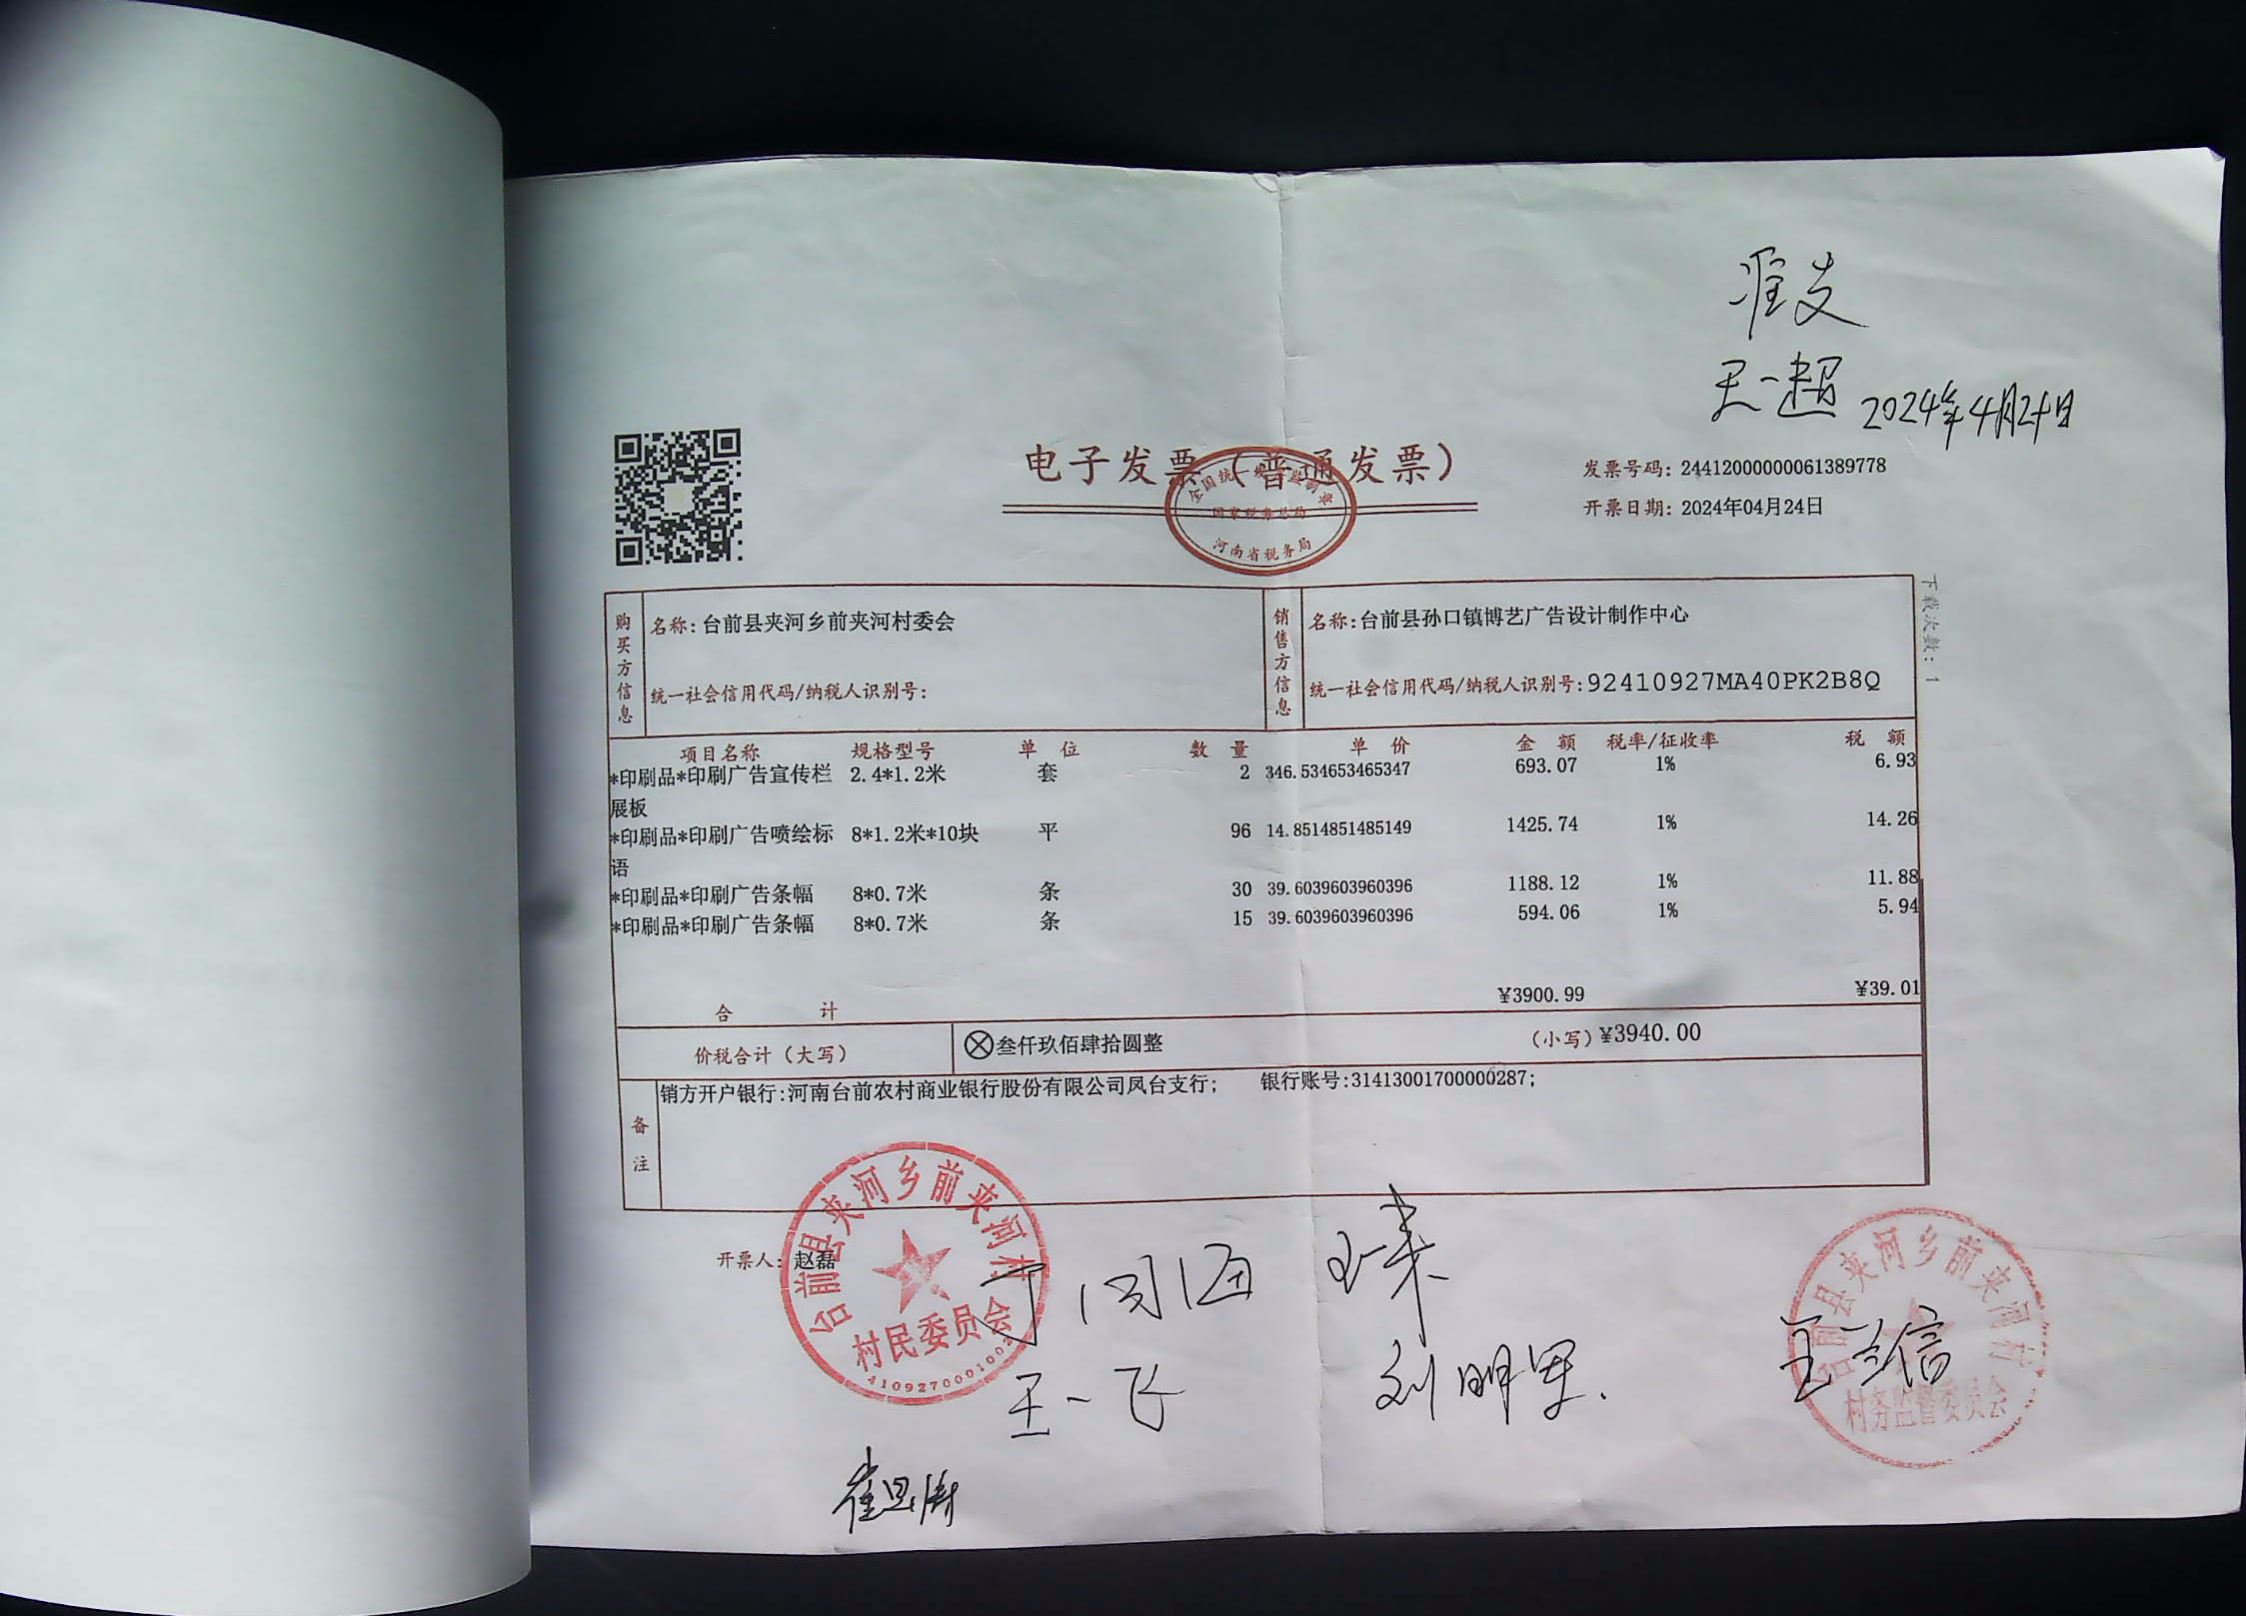 准支
王一超 2024年4月24日
电子发票（普通发票）
全国统一发票监制章
国家税务总局
河南省税务局
发票号码: 24412000000061389778
开票日期: 2024年04月24日
下载次数: 1
购买方信息
名称: 台前县夹河乡前夹河村委会
统一社会信用代码/纳税人识别号:
销售方信息
名称: 台前县孙口镇博艺广告设计制作中心
统一社会信用代码/纳税人识别号: 92410927MA40PK2B8Q
项目名称 规格型号 单位 数量 单价 金额 税率/征收率 税额
*印刷品*印刷广告宣传栏 2.4*1.2米 套 2 346.534653465347 693.07 1% 6.93
展板
*印刷品*印刷广告喷绘标 8*1.2米*10块 平 96 14.8514851485149 1425.74 1% 14.26
语
*印刷品*印刷广告条幅 8*0.7米 条 30 39.6039603960396 1188.12 1% 11.88
*印刷品*印刷广告条幅 8*0.7米 条 15 39.6039603960396 594.06 1% 5.94
合计 ¥3900.99 ¥39.01
价税合计（大写） ⊗叁仟玖佰肆拾圆整 （小写）¥3940.00
备注
销方开户银行:河南台前农村商业银行股份有限公司凤台支行; 银行账号:31413001700000287;
开票人: 赵磊
台前县夹河乡前夹河村
村民委员会
王一飞
台前县夹河乡前夹河村
村务监督委员会
王兰信